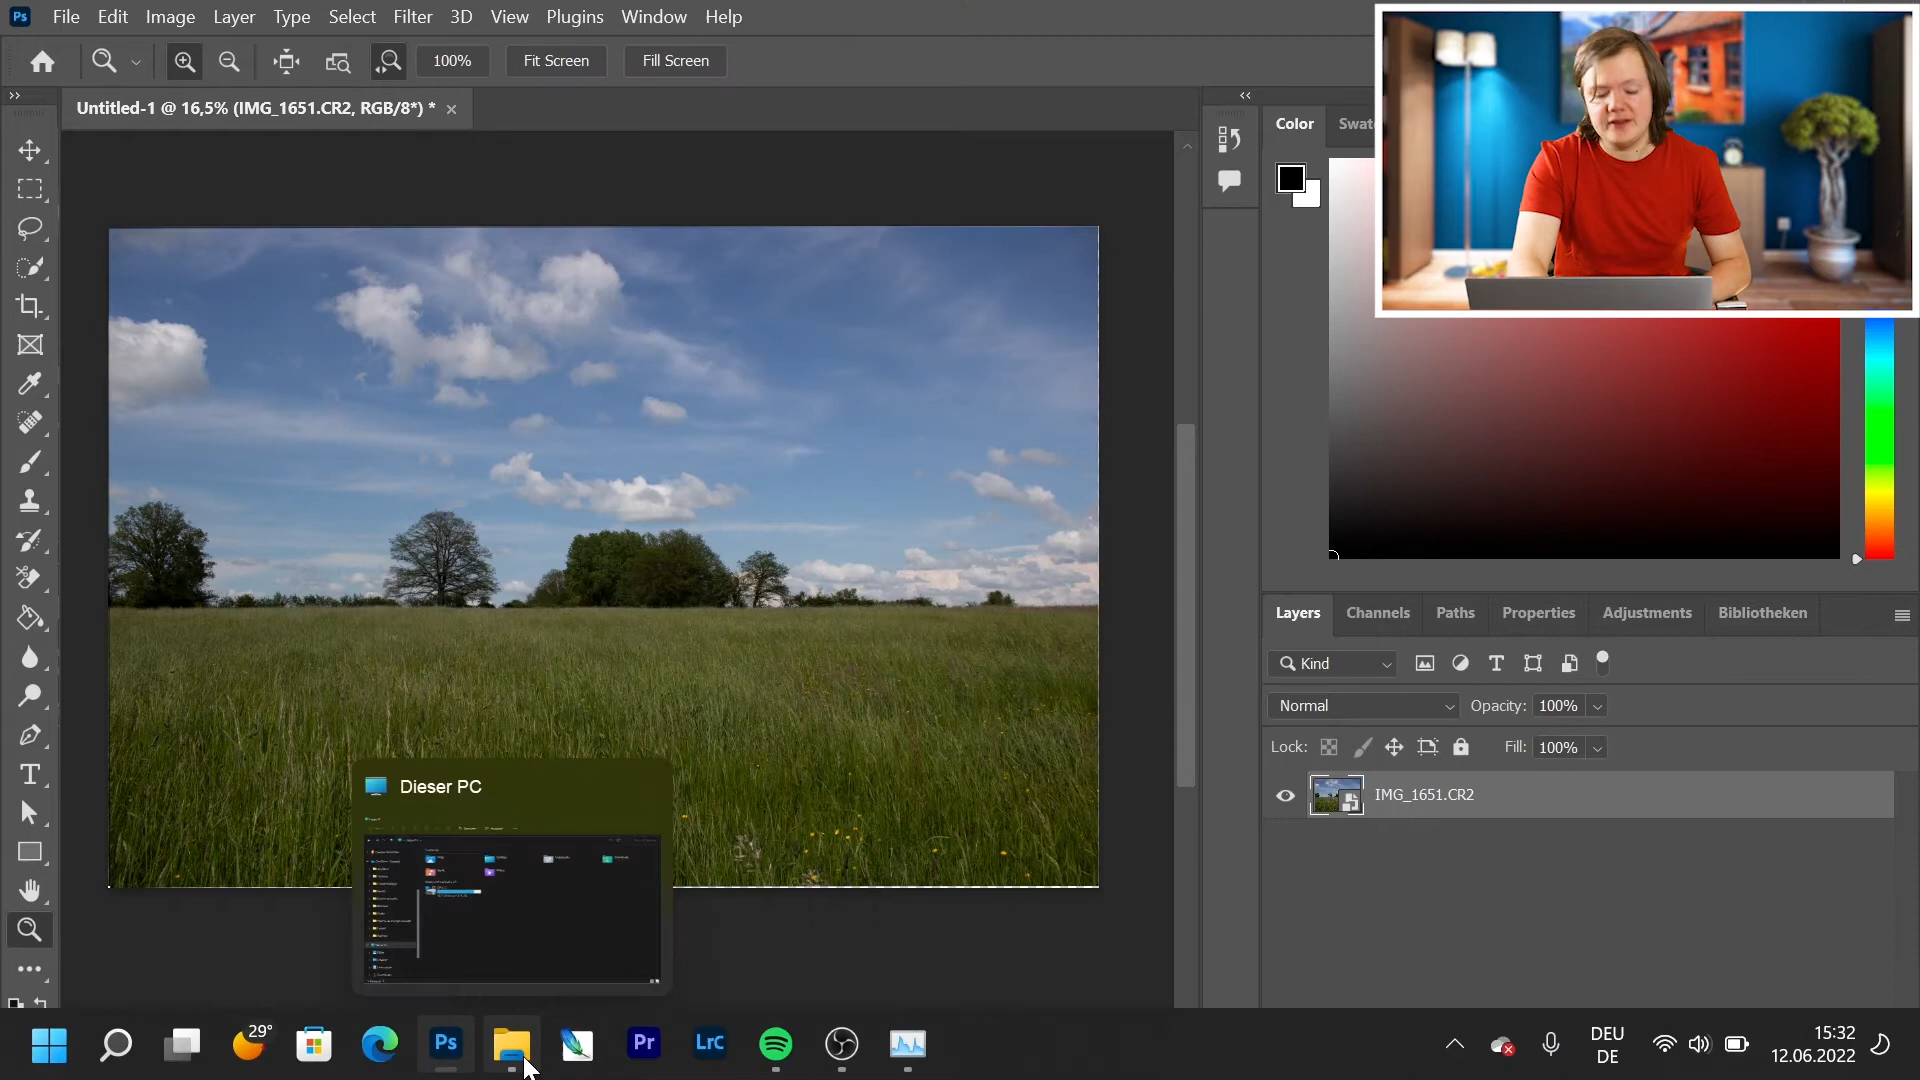 Ps File Edit Image Layer Type Select Filter 3D View Plugins Window Help
100% Fit Screen Fill Screen
Untitled-1 @ 16,5% (IMG_1651.CR2, RGB/8*) *
Color Swatc
Layers Channels Paths Properties Adjustments Bibliotheken
Kind
Normal Opacity: 100%
Lock: Fill: 100%
IMG_1651.CR2
Dieser PC
29°
Ps Pr LrC
DEU
DE
15:32
12.06.2022